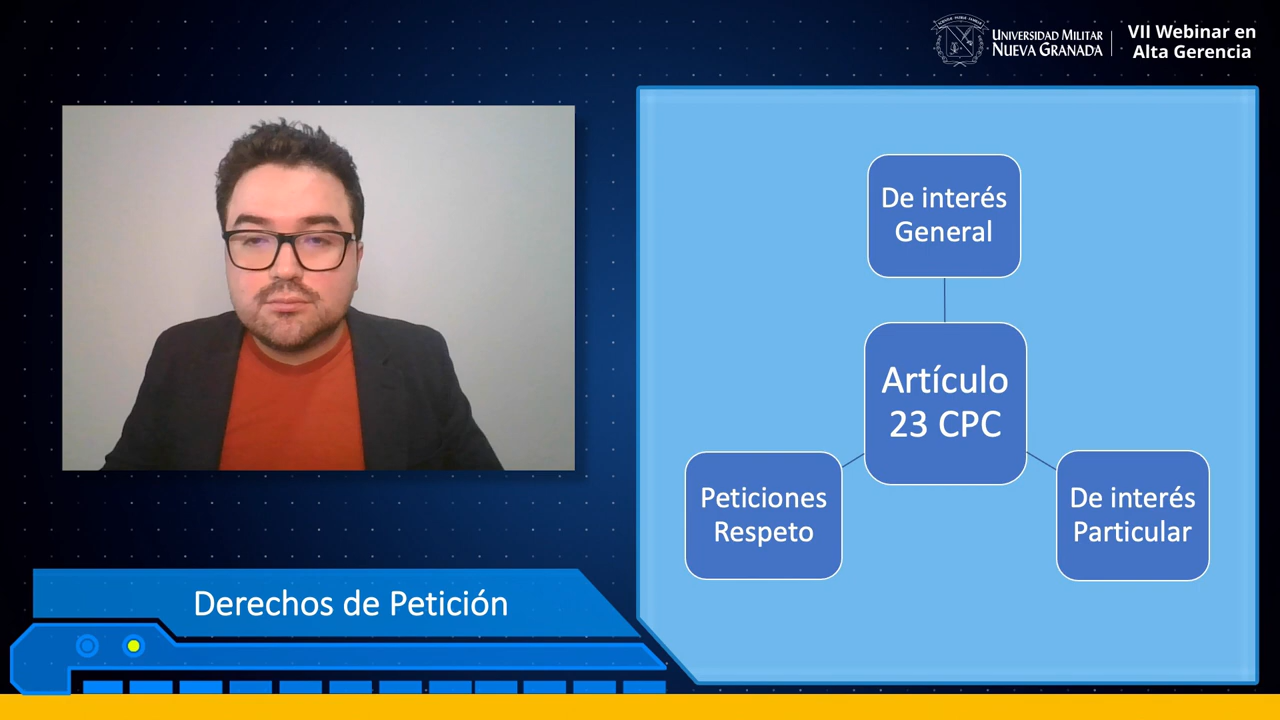 UNIVERSIDAD MILITAR
NUEVA GRANADA
VII Webinar en
Alta Gerencia
De interés
General
Artículo
23 CPC
Peticiones
Respeto
De interés
Particular
Derechos de Petición